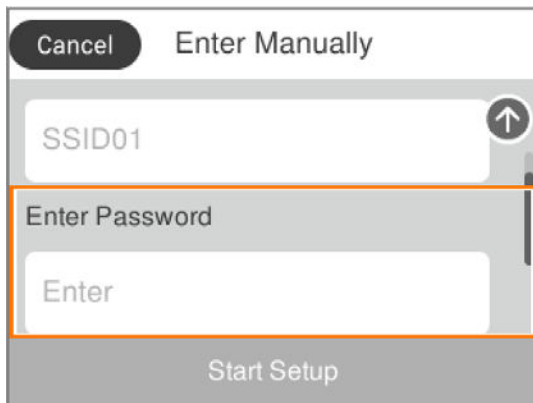 Cancel Enter Manually
SSID01
Enter Password
Enter
Start Setup